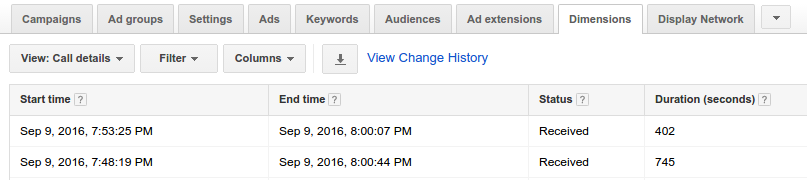 Campaigns Ad groups Settings Ads Keywords Audiences Ad extensions Dimensions Display Network
View: Call details Filter Columns View Change History
Start time ? End time ? Status ? Duration (seconds) ?
Sep 9, 2016, 7:53:25 PM Sep 9, 2016, 8:00:07 PM Received 402
Sep 9, 2016, 7:48:19 PM Sep 9, 2016, 8:00:44 PM Received 745